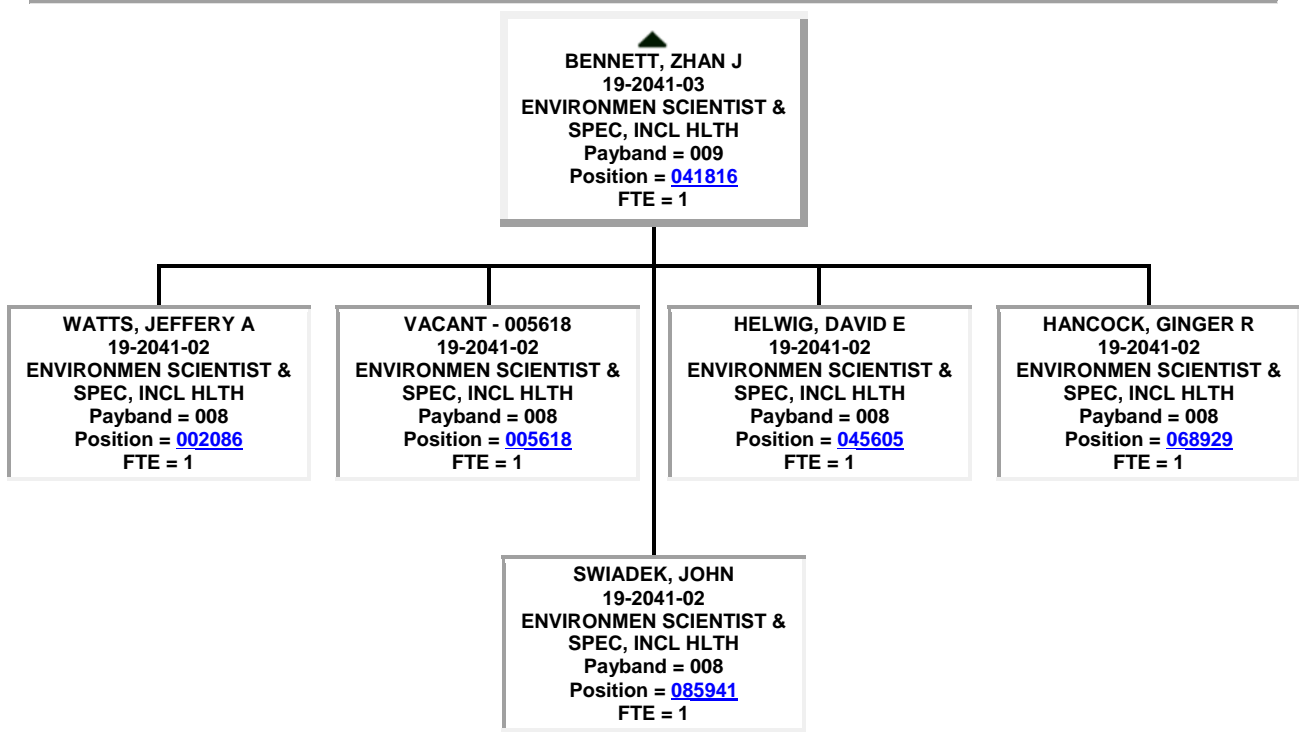 BENNETT, ZHAN J
19-2041-03
ENVIRONMEN SCIENTIST &
SPEC, INCL HLTH
Payband = 009
Position = 041816
FTE = 1
WATTS, JEFFERY A
19-2041-02
ENVIRONMEN SCIENTIST &
SPEC, INCL HLTH
Payband = 008
Position = 002086
FTE = 1
VACANT - 005618
19-2041-02
ENVIRONMEN SCIENTIST &
SPEC, INCL HLTH
Payband = 008
Position = 005618
FTE = 1
HELWIG, DAVID E
19-2041-02
ENVIRONMEN SCIENTIST &
SPEC, INCL HLTH
Payband = 008
Position = 045605
FTE = 1
HANCOCK, GINGER R
19-2041-02
ENVIRONMEN SCIENTIST &
SPEC, INCL HLTH
Payband = 008
Position = 068929
FTE = 1
SWIADEK, JOHN
19-2041-02
ENVIRONMEN SCIENTIST &
SPEC, INCL HLTH
Payband = 008
Position = 085941
FTE = 1